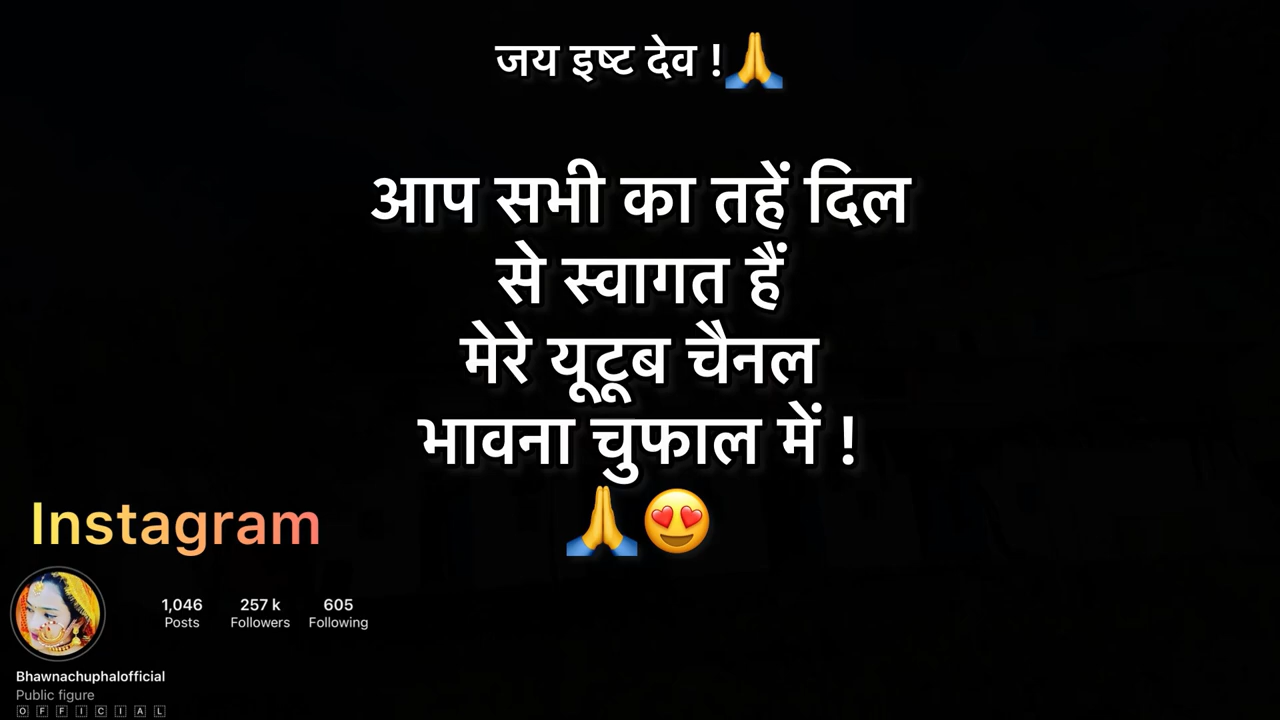 जय इष्ट देव !🙏
आप सभी का तहें दिल
से स्वागत हैं
मेरे यूटूब चैनल
भावना चुफाल में !
🙏😍
Instagram
1,046 257 k 605
Posts Followers Following
Bhawnachuphalofficial
Public figure
🄾 🄵 🄵 🄸 🄲 🄸 🄰 🄻